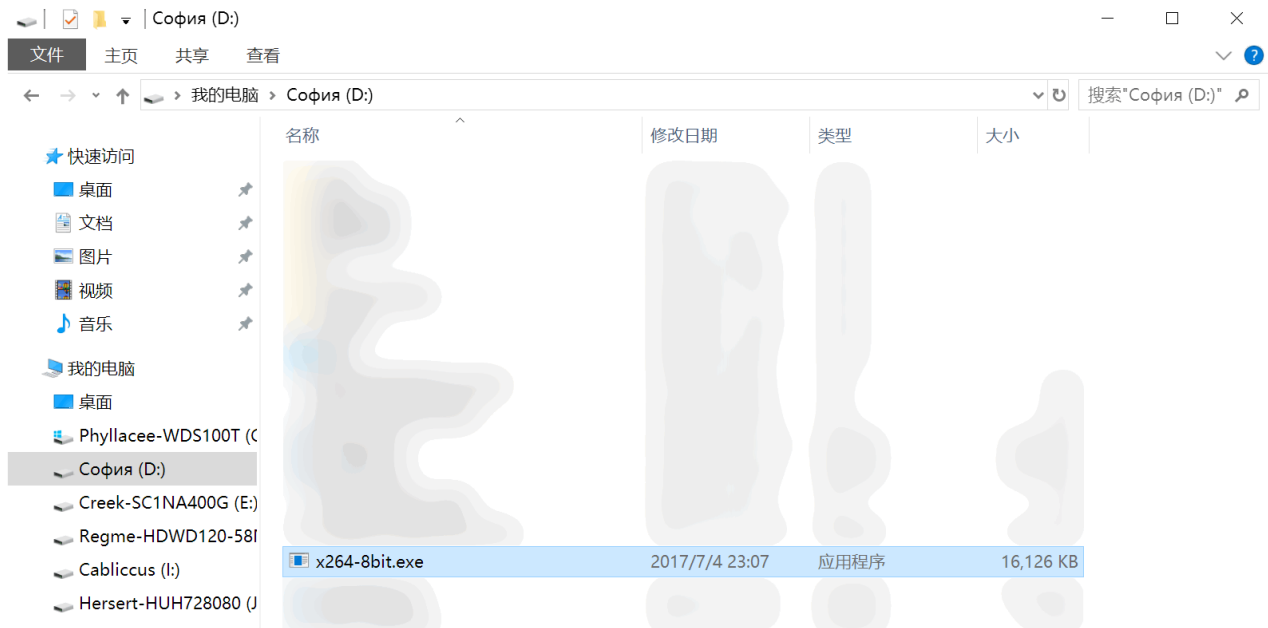 София (D:)
文件 主页 共享 查看
我的电脑 София (D:) 搜索"София (D:)"
名称 修改日期 类型 大小
快速访问
桌面
文档
图片
视频
音乐
我的电脑
桌面
Phyllacee-WDS100T (C
София (D:)
Creek-SC1NA400G (E:)
Regme-HDWD120-58
Cabliccus (I:)
Hersert-HUH728080 (J
x264-8bit.exe 2017/7/4 23:07 应用程序 16,126 KB